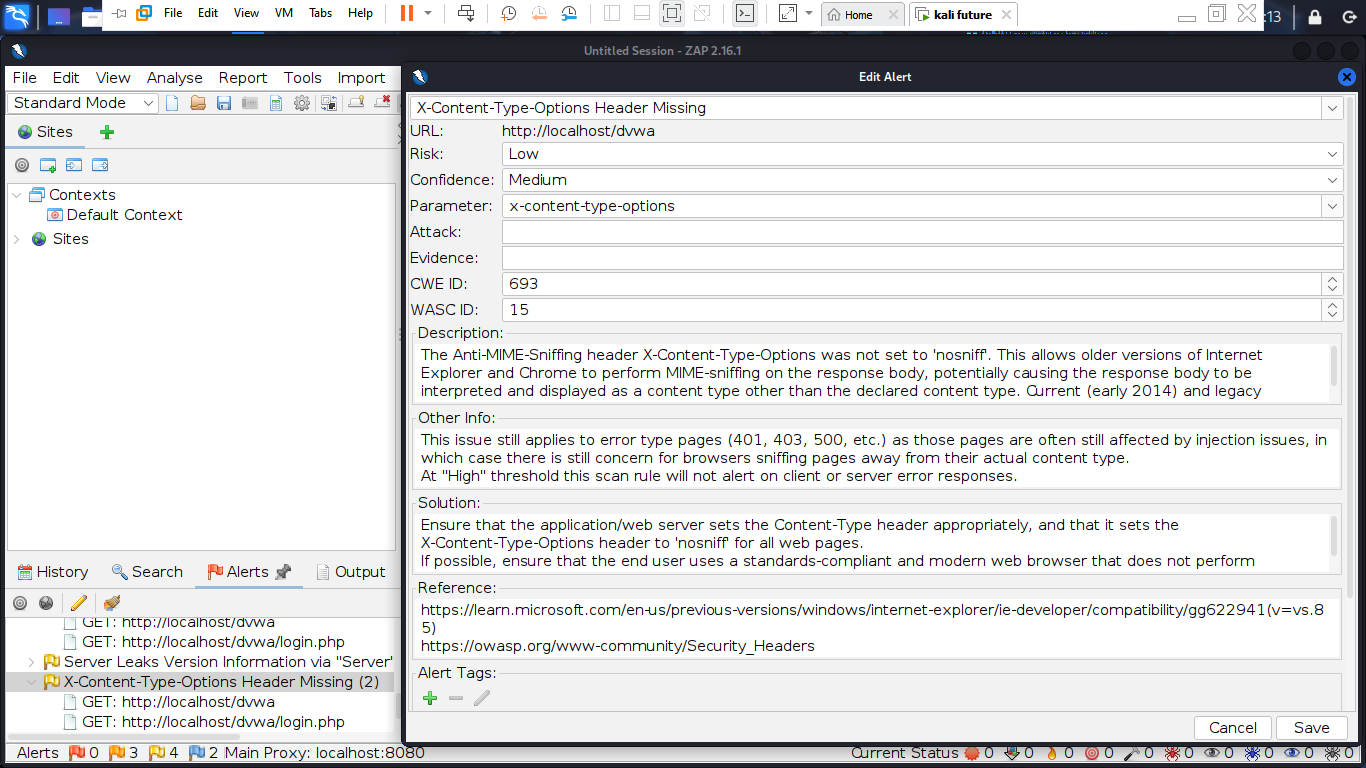 File Edit View VM Tabs Help Home kali future :13
Untitled Session - ZAP 2.16.1
File Edit View Analyse Report Tools Import
Standard Mode
Sites
Contexts
Default Context
Sites
History Search Alerts Output
GET: http://localhost/dvwa
GET: http://localhost/dvwa/login.php
Server Leaks Version Information via "Server"
X-Content-Type-Options Header Missing (2)
GET: http://localhost/dvwa
GET: http://localhost/dvwa/login.php
Edit Alert
X-Content-Type-Options Header Missing
URL: http://localhost/dvwa
Risk: Low
Confidence: Medium
Parameter: x-content-type-options
Attack:
Evidence:
CWE ID: 693
WASC ID: 15
Description:
The Anti-MIME-Sniffing header X-Content-Type-Options was not set to 'nosniff'. This allows older versions of Internet
Explorer and Chrome to perform MIME-sniffing on the response body, potentially causing the response body to be
interpreted and displayed as a content type other than the declared content type. Current (early 2014) and legacy
Other Info:
This issue still applies to error type pages (401, 403, 500, etc.) as those pages are often still affected by injection issues, in
which case there is still concern for browsers sniffing pages away from their actual content type.
At "High" threshold this scan rule will not alert on client or server error responses.
Solution:
Ensure that the application/web server sets the Content-Type header appropriately, and that it sets the
X-Content-Type-Options header to 'nosniff' for all web pages.
If possible, ensure that the end user uses a standards-compliant and modern web browser that does not perform
Reference:
https://learn.microsoft.com/en-us/previous-versions/windows/internet-explorer/ie-developer/compatibility/gg622941(v=vs.8
5)
https://owasp.org/www-community/Security_Headers
Alert Tags:
Cancel Save
Alerts 0 3 4 2 Main Proxy: localhost:8080 Current Status 0 0 0 0 0 0 0 0 0 0